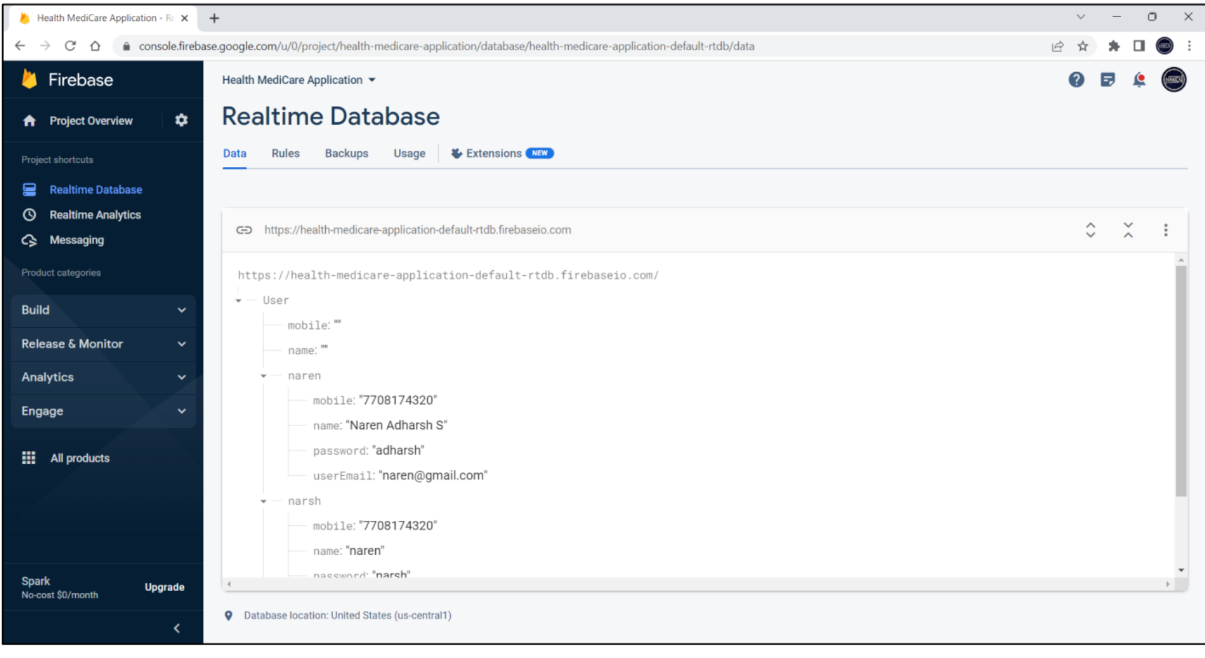 Health MediCare Application - Re
console.firebase.google.com/u/0/project/health-medicare-application/database/health-medicare-application-default-rtdb/data
Firebase
Health MediCare Application
Project Overview
Realtime Database
Data Rules Backups Usage Extensions NEW
Project shortcuts
Realtime Database
Realtime Analytics
Messaging
Product categories
Build
Release & Monitor
Analytics
Engage
All products
Spark
No-cost $0/month
Upgrade
https://health-medicare-application-default-rtdb.firebaseio.com
https://health-medicare-application-default-rtdb.firebaseio.com/
User
mobile: ""
name: ""
naren
mobile: "7708174320"
name: "Naren Adharsh S"
password: "adharsh"
userEmail: "naren@gmail.com"
narsh
mobile: "7708174320"
name: "naren"
password: "narsh"
Database location: United States (us-central1)